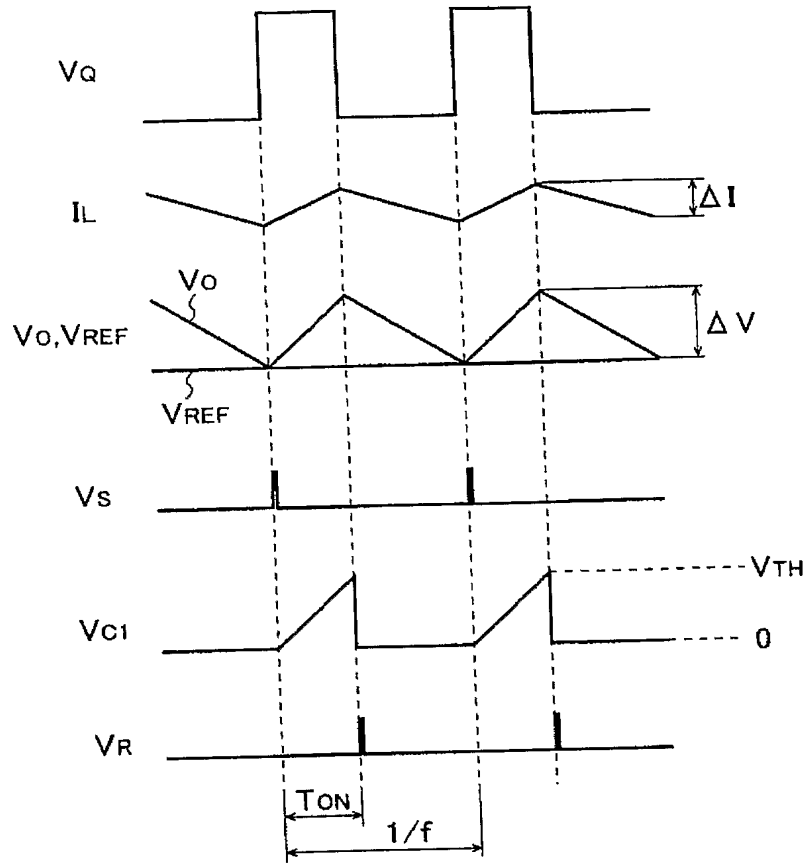 VQ
IL
ΔI
VO
VO,VREF
ΔV
VREF
VS
VTH
VC1
0
VR
TON
1/f